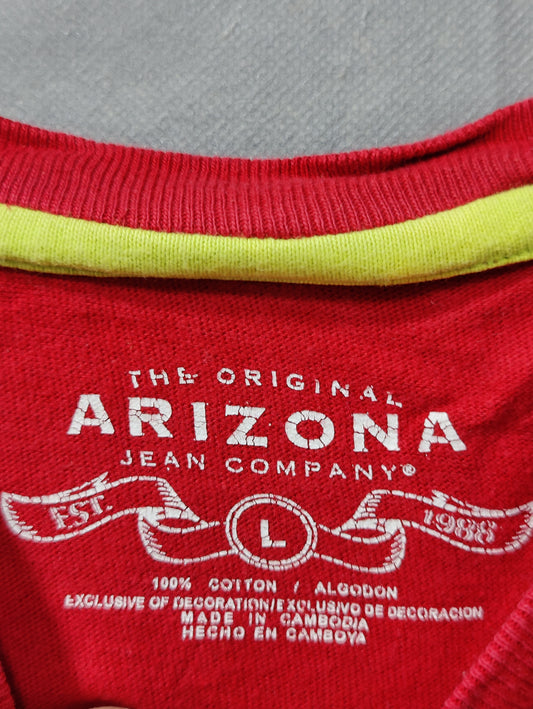 THE ORIGINAL
ARIZONA
JEAN COMPANY®
EST. L 1988
100% COTTON / ALGODON
EXCLUSIVE OF DECORATION/EXCLUSIVO DE DECORACION
MADE IN CAMBODIA
HECHO EN CAMBOYA